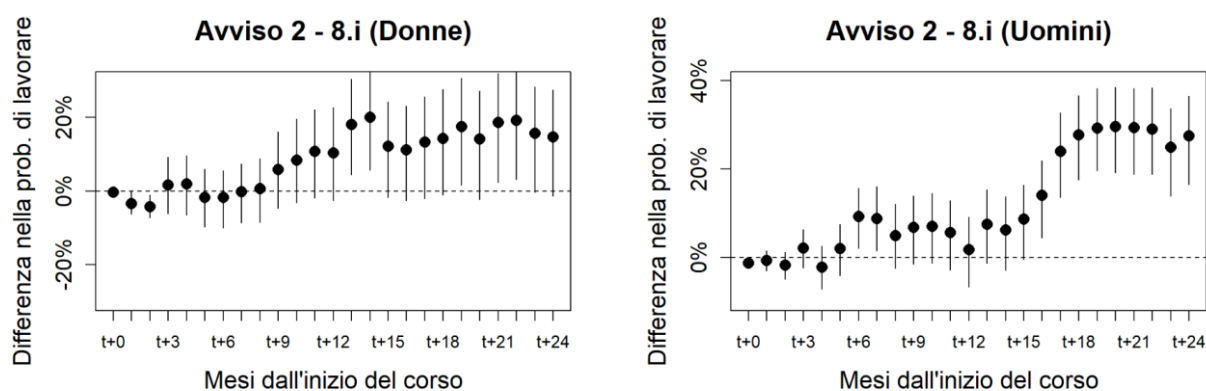 Avviso 2 - 8.i (Donne)
Differenza nella prob. di lavorare
20%
0%
-20%
t+0 t+3 t+6 t+9 t+12 t+15 t+18 t+21 t+24
Mesi dall'inizio del corso
Avviso 2 - 8.i (Uomini)
Differenza nella prob. di lavorare
40%
20%
0%
t+0 t+3 t+6 t+9 t+12 t+15 t+18 t+21 t+24
Mesi dall'inizio del corso